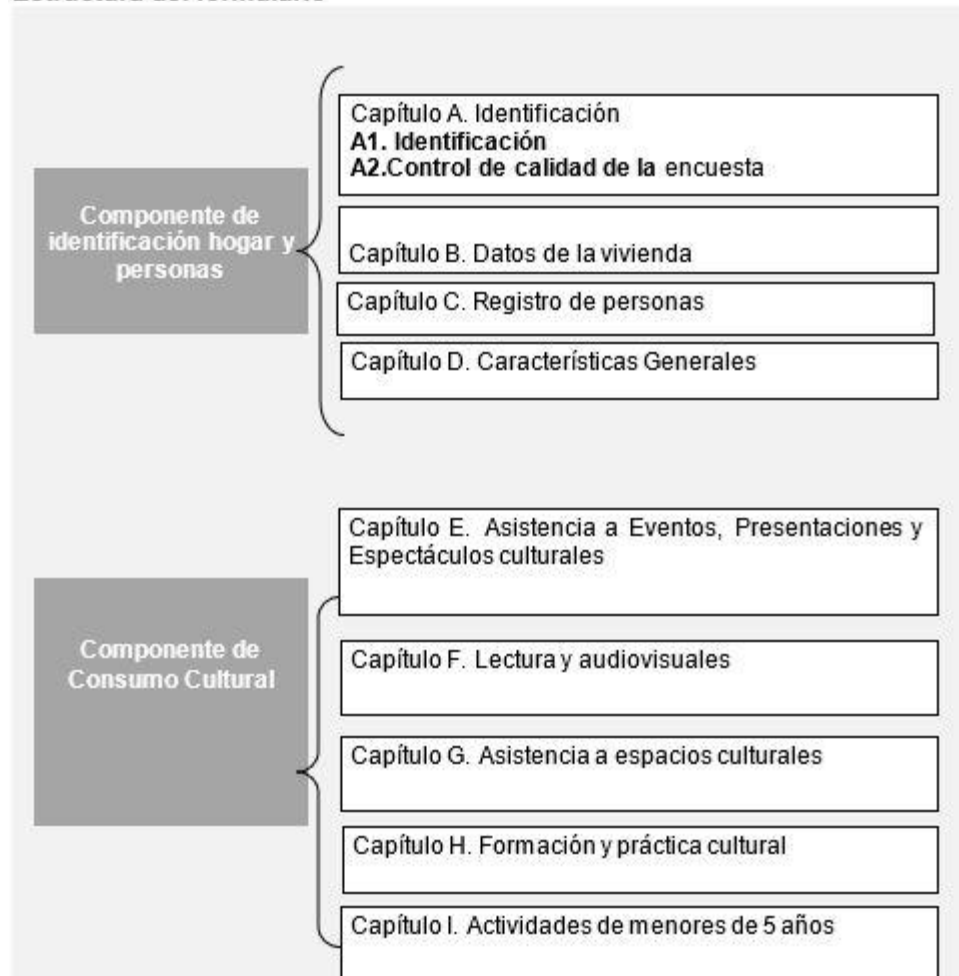 Componente de
identificación hogar y
personas
Capítulo A. Identificación
A1. Identificación
A2.Control de calidad de la encuesta
Capítulo B. Datos de la vivienda
Capítulo C. Registro de personas
Capítulo D. Características Generales
Componente de
Consumo Cultural
Capítulo E. Asistencia a Eventos, Presentaciones y
Espectáculos culturales
Capítulo F. Lectura y audiovisuales
Capítulo G. Asistencia a espacios culturales
Capítulo H. Formación y práctica cultural
Capítulo I. Actividades de menores de 5 años